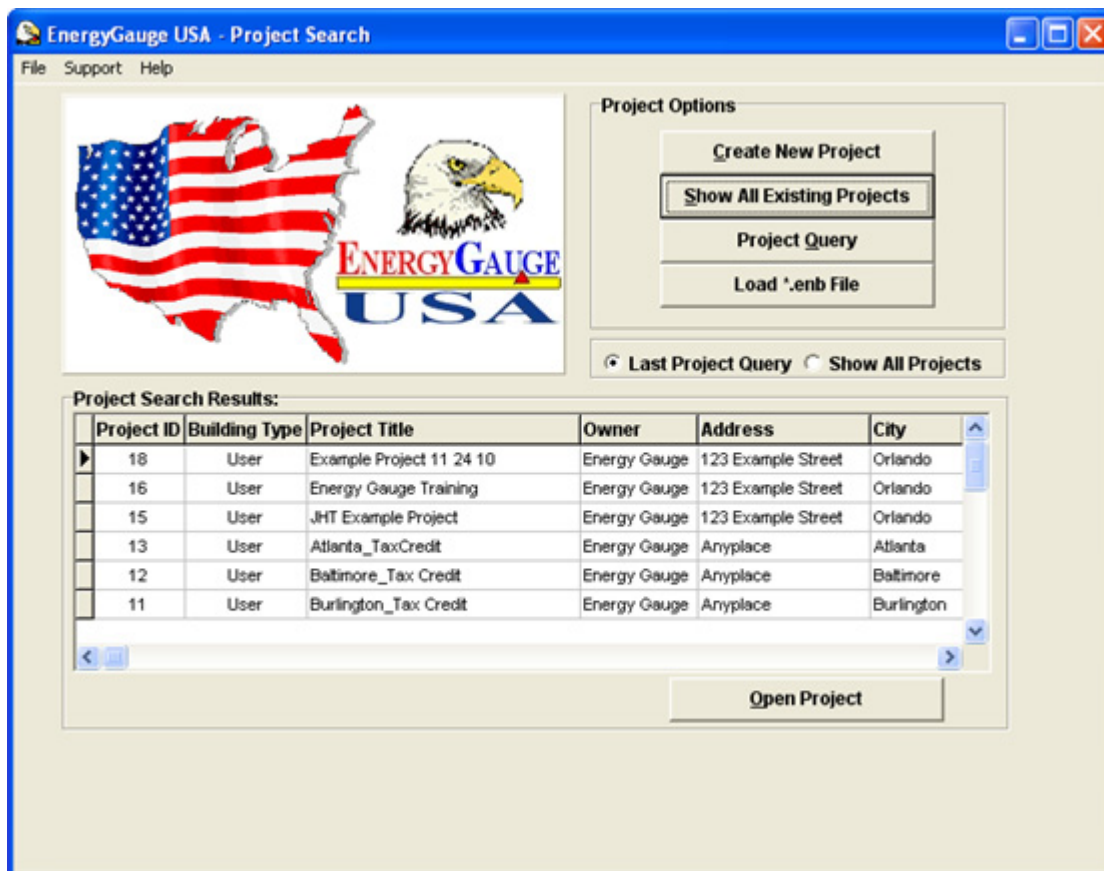 EnergyGauge USA - Project Search
File Support Help
ENERGYGAUGE
USA
Project Options
Create New Project
Show All Existing Projects
Project Query
Load *.enb File
Last Project Query Show All Projects
Project Search Results:
Project ID Building Type Project Title Owner Address City
18 User Example Project 11 24 10 Energy Gauge 123 Example Street Orlando
16 User Energy Gauge Training Energy Gauge 123 Example Street Orlando
15 User JHT Example Project Energy Gauge 123 Example Street Orlando
13 User Atlanta_TaxCredit Energy Gauge Anyplace Atlanta
12 User Baltimore_Tax Credit Energy Gauge Anyplace Baltimore
11 User Burlington_Tax Credit Energy Gauge Anyplace Burlington
Open Project